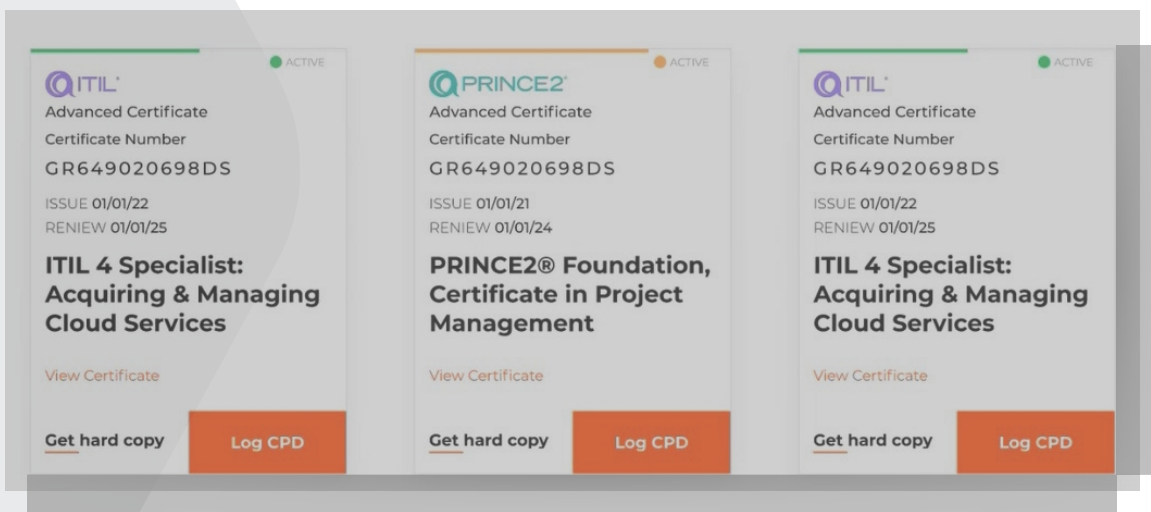 ACTIVE
ITIL®
Advanced Certificate
Certificate Number
GR649020698DS
ISSUE 01/01/22
RENIEW 01/01/25
ITIL 4 Specialist:
Acquiring & Managing
Cloud Services
View Certificate
Get hard copy
Log CPD
ACTIVE
PRINCE2®
Advanced Certificate
Certificate Number
GR649020698DS
ISSUE 01/01/21
RENIEW 01/01/24
PRINCE2® Foundation,
Certificate in Project
Management
View Certificate
Get hard copy
Log CPD
ACTIVE
ITIL®
Advanced Certificate
Certificate Number
GR649020698DS
ISSUE 01/01/22
RENIEW 01/01/25
ITIL 4 Specialist:
Acquiring & Managing
Cloud Services
View Certificate
Get hard copy
Log CPD